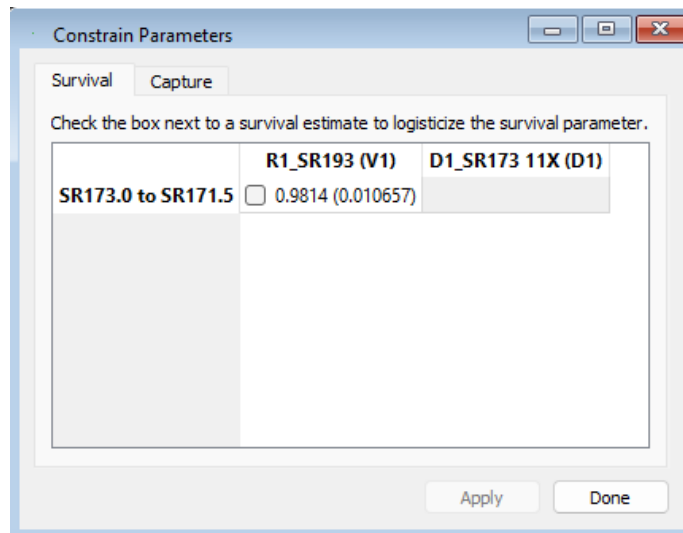 Constrain Parameters
Survival Capture
Check the box next to a survival estimate to logisticize the survival parameter.
R1_SR193 (V1) D1_SR173 11X (D1)
SR173.0 to SR171.5 0.9814 (0.010657)
Apply Done